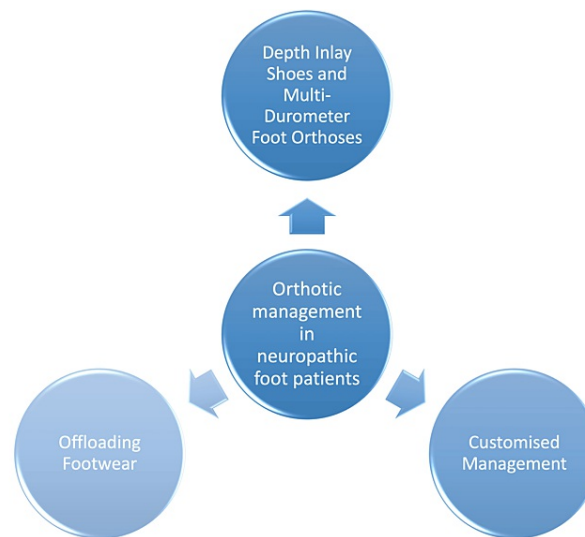 Depth Inlay
Shoes and
Multi-
Durometer
Foot Orthoses
Orthotic
management
in
neuropathic
foot patients
Offloading
Footwear
Customised
Management